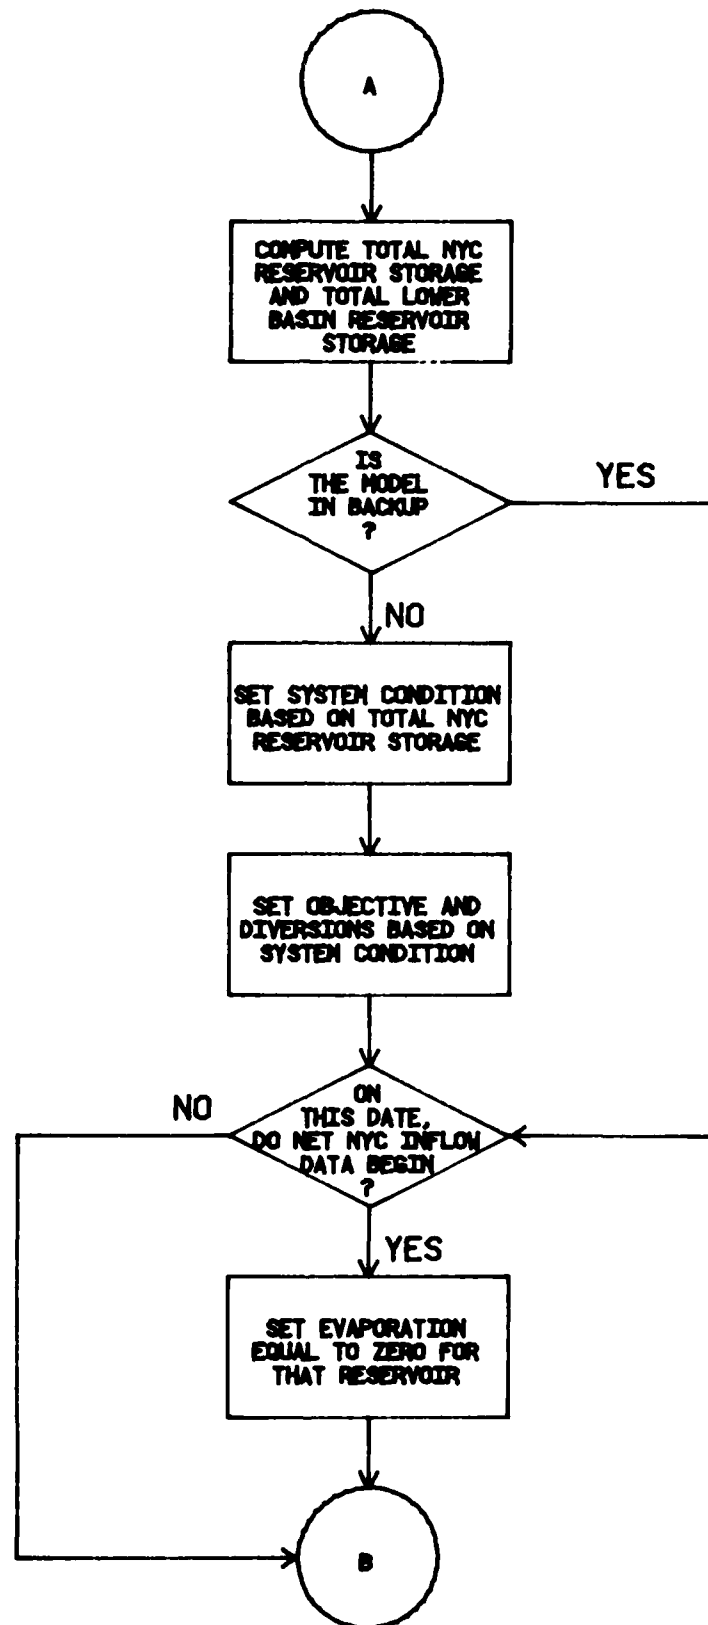 A
COMPUTE TOTAL NYC
RESERVOIR STORAGE
AND TOTAL LOWER
BASIN RESERVOIR
STORAGE
IS
THE MODEL
IN BACKUP
?
YES
NO
SET SYSTEM CONDITION
BASED ON TOTAL NYC
RESERVOIR STORAGE
SET OBJECTIVE AND
DIVERSIONS BASED ON
SYSTEM CONDITION
ON
THIS DATE,
DO NET NYC INFLOW
DATA BEGIN
?
NO
YES
SET EVAPORATION
EQUAL TO ZERO FOR
THAT RESERVOIR
B